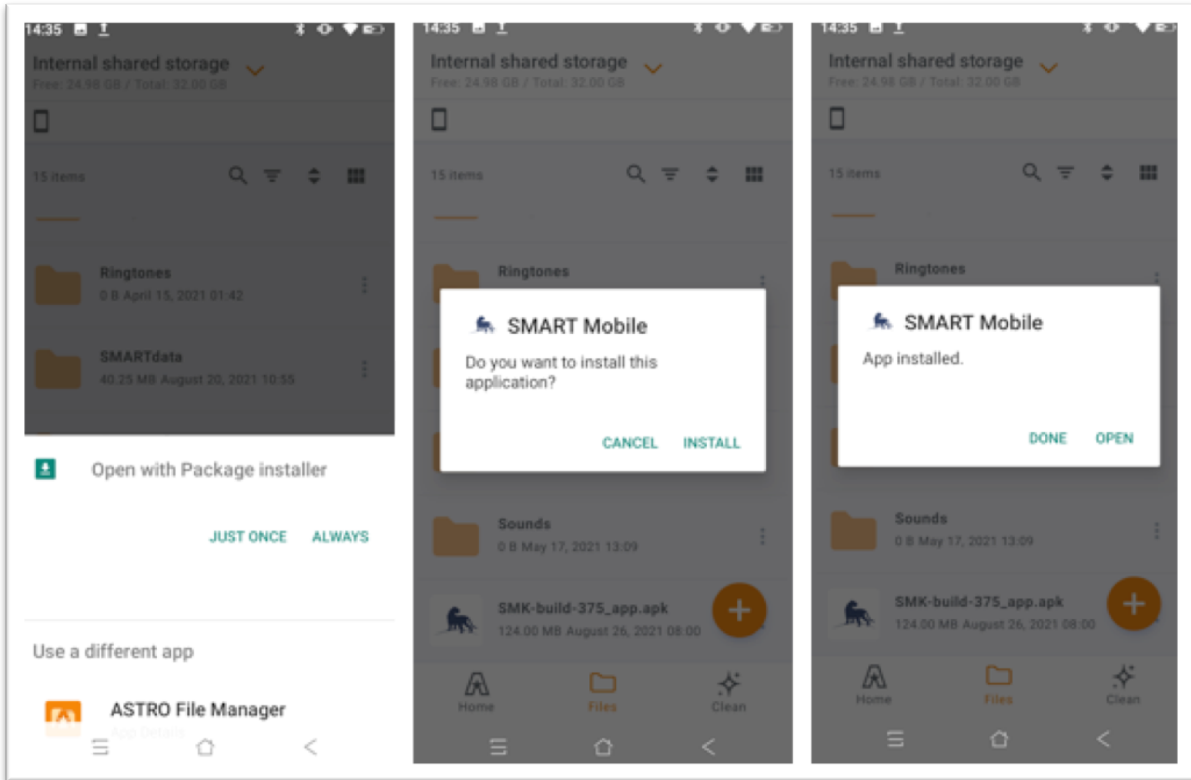 14:35
Internal shared storage
Free: 24.98 GB / Total: 32.00 GB
15 items
Ringtones
0 B April 15, 2021 01:42
SMARTdata
40.25 MB August 20, 2021 10:55
Open with Package installer
JUST ONCE ALWAYS
Use a different app
ASTRO File Manager
App Details
14:35
Internal shared storage
Free: 24.98 GB / Total: 32.00 GB
15 items
Ringtones
SMART Mobile
Do you want to install this
application?
CANCEL INSTALL
Sounds
0 B May 17, 2021 13:09
SMK-build-375_app.apk
124.00 MB August 26, 2021 08:00
Home Files Clean
14:35
Internal shared storage
Free: 24.98 GB / Total: 32.00 GB
15 items
Ringtones
SMART Mobile
App installed.
DONE OPEN
Sounds
0 B May 17, 2021 13:09
SMK-build-375_app.apk
124.00 MB August 26, 2021 08:00
Home Files Clean